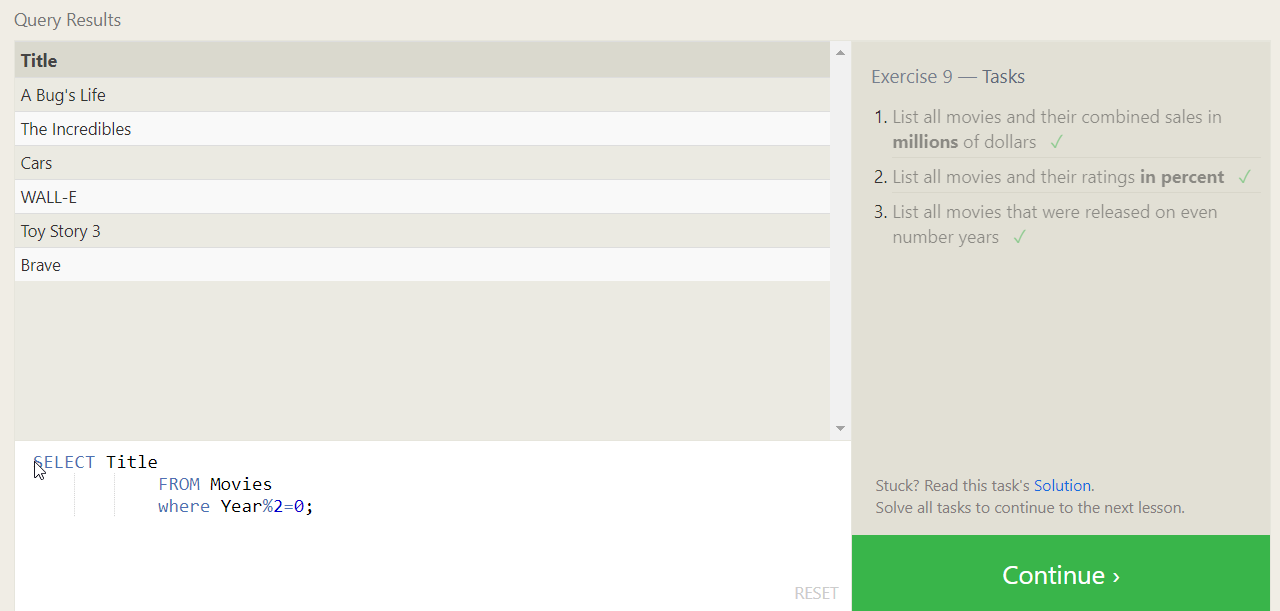 Query Results
Title
A Bug's Life
The Incredibles
Cars
WALL-E
Toy Story 3
Brave
SELECT Title
FROM Movies
where Year%2=0;
RESET
Exercise 9 — Tasks
1. List all movies and their combined sales in
millions of dollars ✓
2. List all movies and their ratings in percent ✓
3. List all movies that were released on even
number years ✓
Stuck? Read this task's Solution.
Solve all tasks to continue to the next lesson.
Continue ›